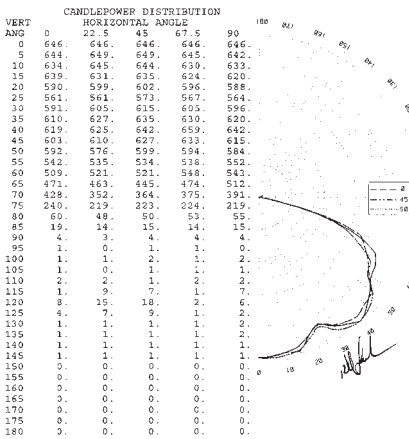 CANDLEPOWER DISTRIBUTION
VERT HORIZONTAL ANGLE
ANG 0 22.5 45 67.5 90
0 646. 646. 646. 646. 646.
5 644. 649. 649. 645. 642.
10 634. 645. 644. 630. 633.
15 639. 631. 635. 624. 620.
20 590. 599. 602. 596. 588.
25 561. 561. 573. 567. 564.
30 591. 605. 615. 605. 596.
35 610. 627. 635. 630. 620.
40 619. 625. 642. 659. 642.
45 603. 610. 627. 633. 615.
50 592. 576. 599. 594. 584.
55 542. 535. 534. 538. 552.
60 509. 521. 521. 548. 543.
65 471. 463. 445. 474. 512.
70 428. 352. 364. 375. 391.
75 240. 219. 223. 224. 219.
80 60. 48. 50. 53. 55.
85 19. 14. 15. 14. 15.
90 4. 3. 4. 4. 4.
95 1. 0. 1. 1. 0.
100 1. 1. 2. 1. 2.
105 1. 0. 1. 1. 1.
110 2. 2. 1. 2. 2.
115 1. 9. 7. 1. 7.
120 8. 15. 18. 2. 6.
125 4. 7. 9. 1. 2.
130 1. 1. 1. 1. 2.
135 1. 1. 1. 1. 2.
140 1. 1. 1. 1. 1.
145 1. 1. 1. 1. 1.
150 0. 0. 0. 0. 0.
155 0. 0. 0. 0. 0.
160 0. 0. 0. 0. 0.
165 0. 0. 0. 0. 0.
170 0. 0. 0. 0. 0.
175 0. 0. 0. 0. 0.
180 0. 0. 0. 0. 0.
180
0
45
90
0 10 20 30 40